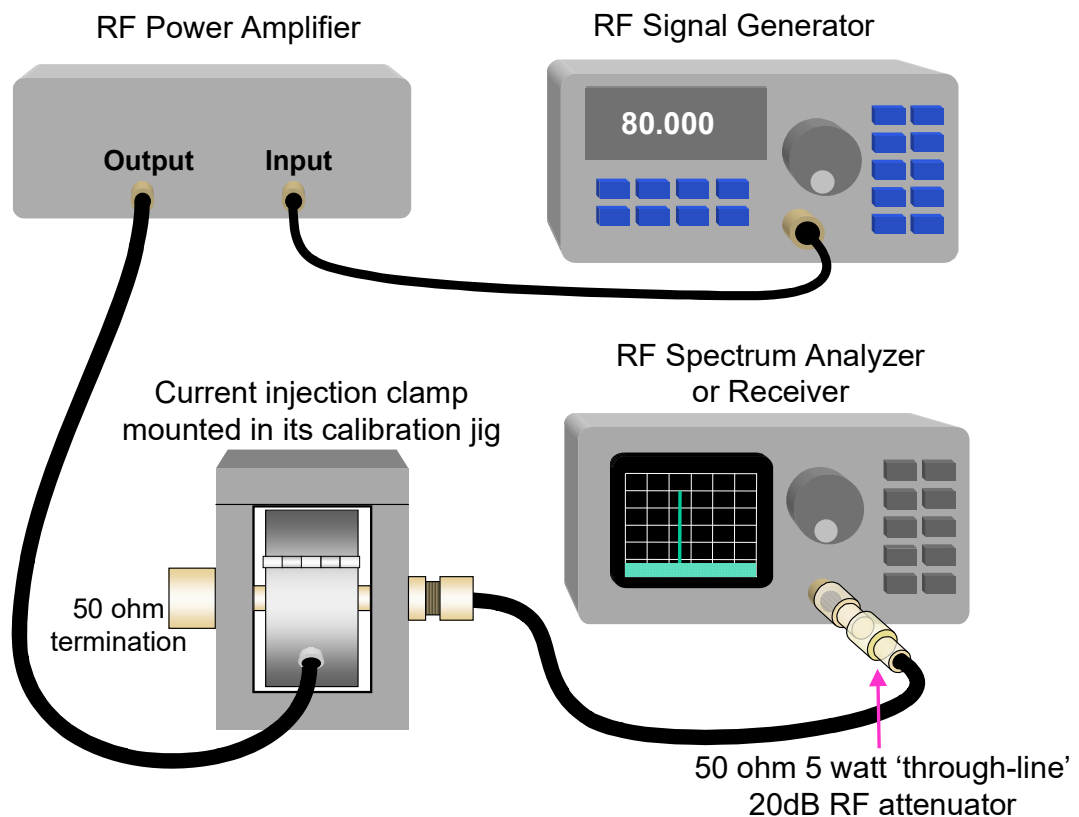 RF Power Amplifier
RF Signal Generator
80.000
Output
Input
RF Spectrum Analyzer
or Receiver
Current injection clamp
mounted in its calibration jig
50 ohm
termination
50 ohm 5 watt ‘through-line’
20dB RF attenuator